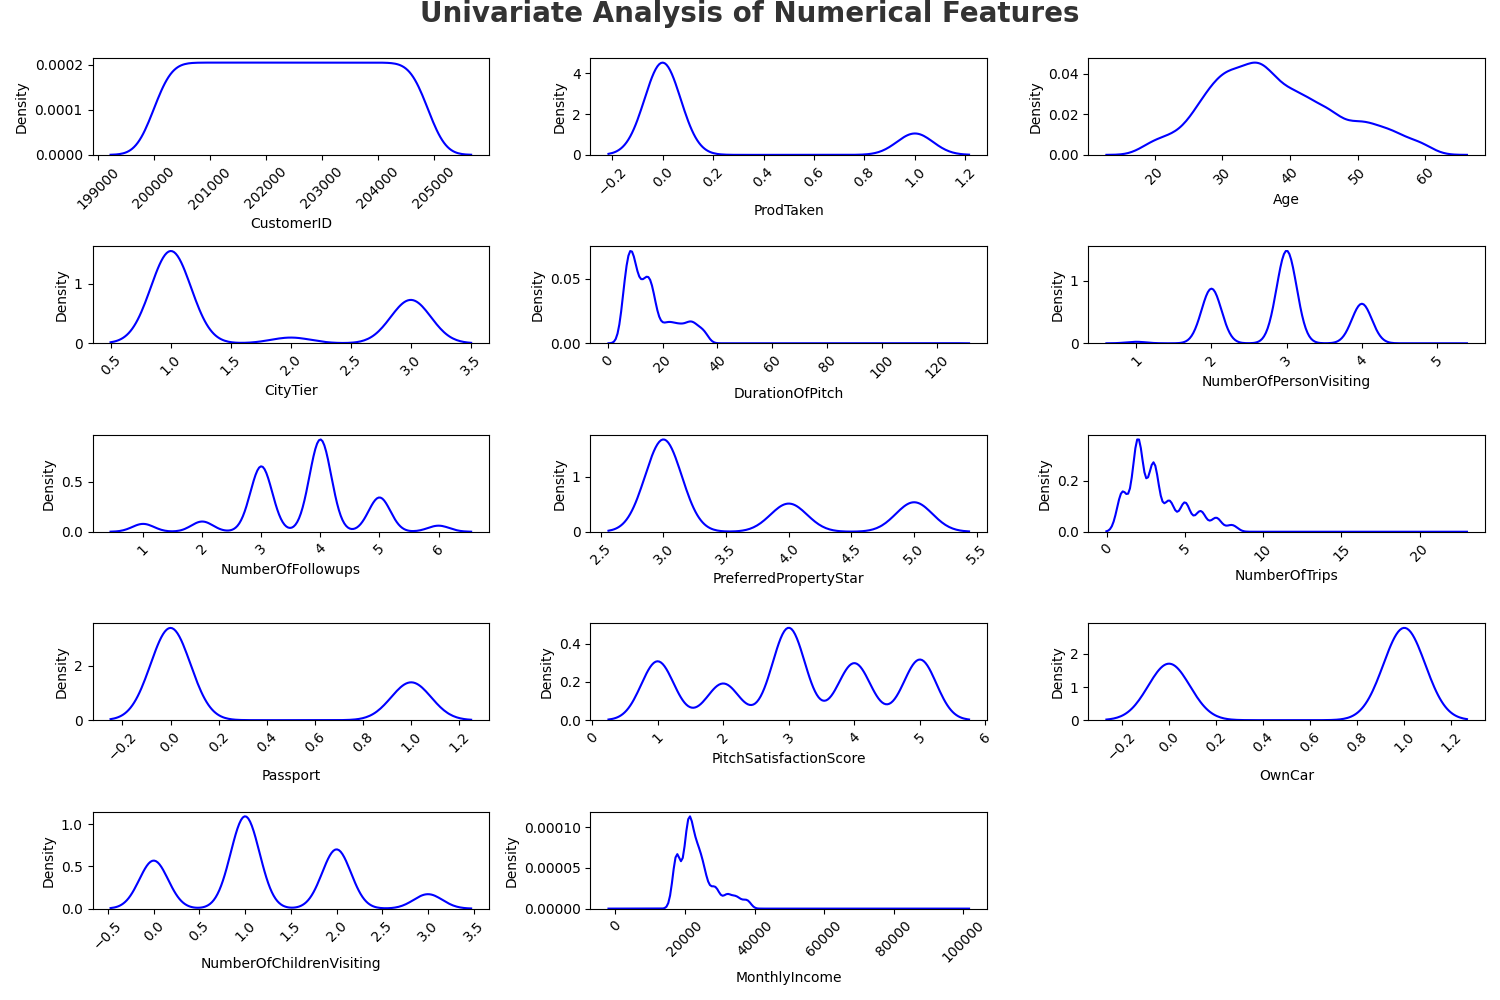 Univariate Analysis of Numerical Features
Density
0.0002
0.0001
0.0000
199000 200000 201000 202000 203000 204000 205000
CustomerID
Density
4
2
0
−0.2 0.0 0.2 0.4 0.6 0.8 1.0 1.2
ProdTaken
Density
0.04
0.02
0.00
20 30 40 50 60
Age
Density
1
0
0.5 1.0 1.5 2.0 2.5 3.0 3.5
CityTier
Density
0.05
0.00
0 20 40 60 80 100 120
DurationOfPitch
Density
1
0
1 2 3 4 5
NumberOfPersonVisiting
Density
0.5
0.0
1 2 3 4 5 6
NumberOfFollowups
Density
1
0
2.5 3.0 3.5 4.0 4.5 5.0 5.5
PreferredPropertyStar
Density
0.2
0.0
0 5 10 15 20
NumberOfTrips
Density
2
0
−0.2 0.0 0.2 0.4 0.6 0.8 1.0 1.2
Passport
Density
0.4
0.2
0.0
0 1 2 3 4 5 6
PitchSatisfactionScore
Density
2
1
0
−0.2 0.0 0.2 0.4 0.6 0.8 1.0 1.2
OwnCar
Density
1.0
0.5
0.0
−0.5 0.0 0.5 1.0 1.5 2.0 2.5 3.0 3.5
NumberOfChildrenVisiting
Density
0.00010
0.00005
0.00000
0 20000 40000 60000 80000 100000
MonthlyIncome